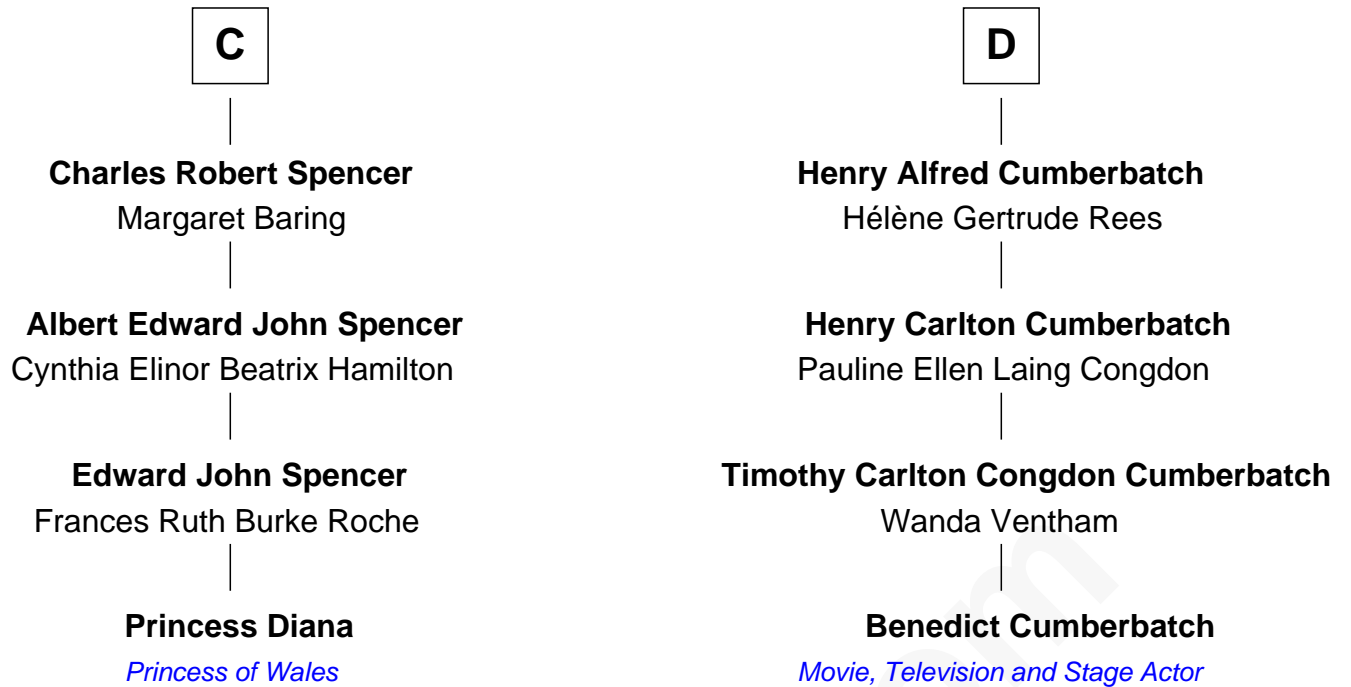 C
Charles Robert Spencer
Margaret Baring
Albert Edward John Spencer
Cynthia Elinor Beatrix Hamilton
Edward John Spencer
Frances Ruth Burke Roche
Princess Diana
Princess of Wales
D
Henry Alfred Cumberbatch
Hélène Gertrude Rees
Henry Carlton Cumberbatch
Pauline Ellen Laing Congdon
Timothy Carlton Congdon Cumberbatch
Wanda Ventham
Benedict Cumberbatch
Movie, Television and Stage Actor